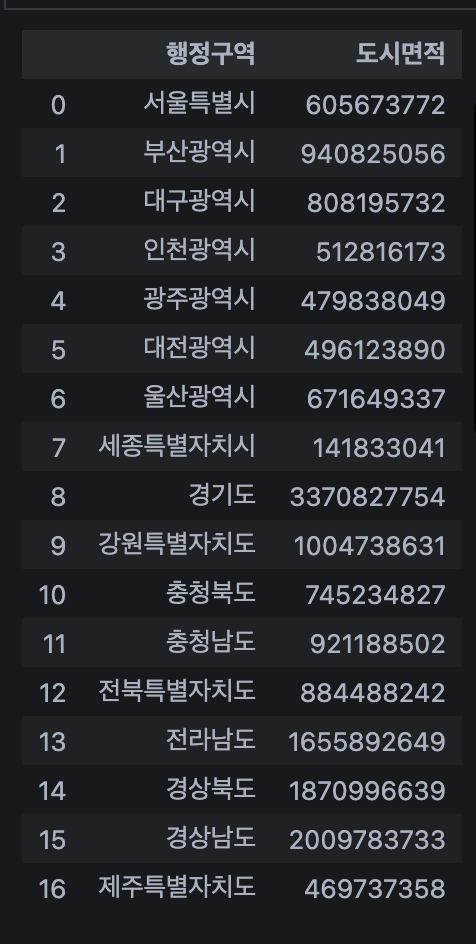 행정구역 도시면적
0 서울특별시 605673772
1 부산광역시 940825056
2 대구광역시 808195732
3 인천광역시 512816173
4 광주광역시 479838049
5 대전광역시 496123890
6 울산광역시 671649337
7 세종특별자치시 141833041
8 경기도 3370827754
9 강원특별자치도 1004738631
10 충청북도 745234827
11 충청남도 921188502
12 전북특별자치도 884488242
13 전라남도 1655892649
14 경상북도 1870996639
15 경상남도 2009783733
16 제주특별자치도 469737358